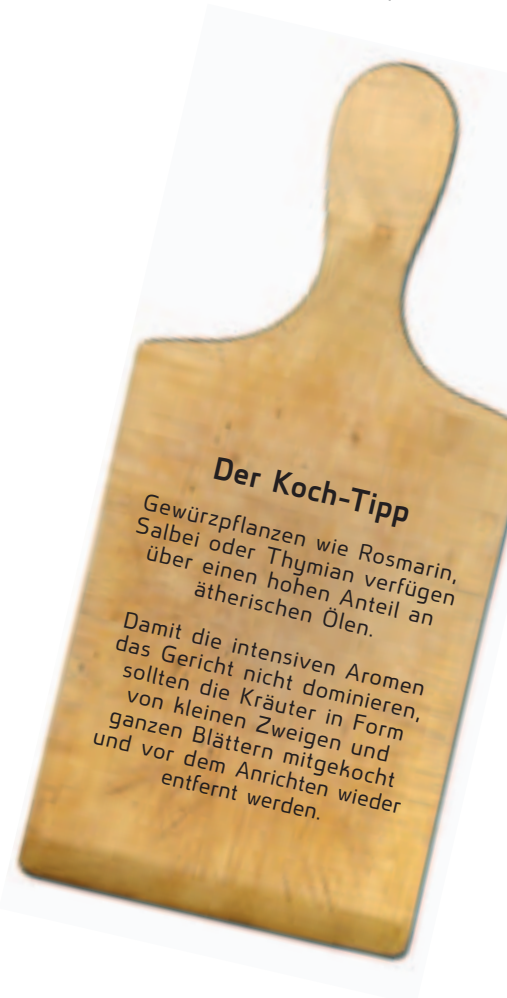 Der Koch-Tipp
Gewürzpflanzen wie Rosmarin,
Salbei oder Thymian verfügen
über einen hohen Anteil an
ätherischen Ölen.
Damit die intensiven Aromen
das Gericht nicht dominieren,
sollten die Kräuter in Form
von kleinen Zweigen und
ganzen Blättern mitgekocht
und vor dem Anrichten wieder
entfernt werden.